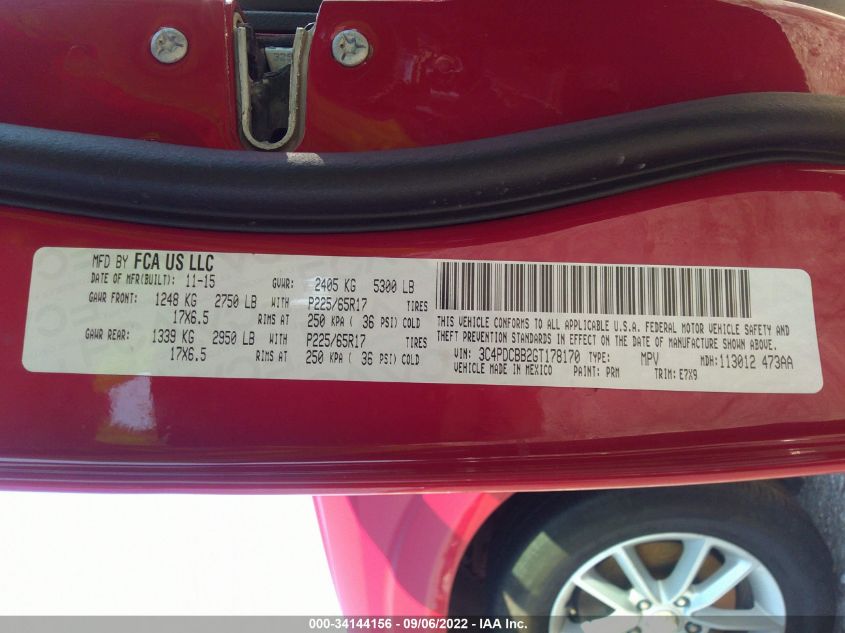 MFD BY FCA US LLC
DATE OF MFR(BUILT): 11-15 GVWR: 2405 KG 5300 LB
GAWR FRONT: 1248 KG 2750 LB WITH P225/65R17 TIRES
17X6.5 RIMS AT 250 KPA ( 36 PSI) COLD
GAWR REAR: 1339 KG 2950 LB WITH P225/65R17 TIRES
17X6.5 RIMS AT 250 KPA ( 36 PSI) COLD
THIS VEHICLE CONFORMS TO ALL APPLICABLE U.S.A. FEDERAL MOTOR VEHICLE SAFETY AND
THEFT PREVENTION STANDARDS IN EFFECT ON THE DATE OF MANUFACTURE SHOWN ABOVE.
VIN: 3C4PDCBB2GT178170 TYPE: MPV MDH:113012 473AA
VEHICLE MADE IN MEXICO PAINT: PRM TRIM: E7X9
000-34144156 - 09/06/2022 - IAA Inc.